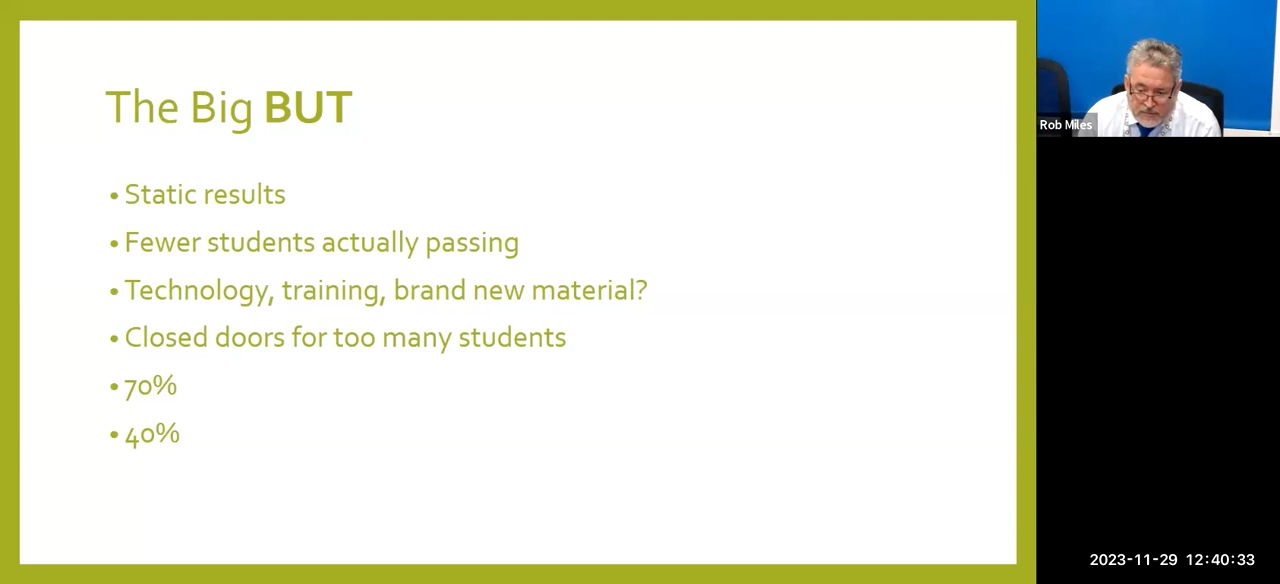 The Big BUT
• Static results
• Fewer students actually passing
• Technology, training, brand new material?
• Closed doors for too many students
• 70%
• 40%
Rob Miles
2023-11-29 12:40:33